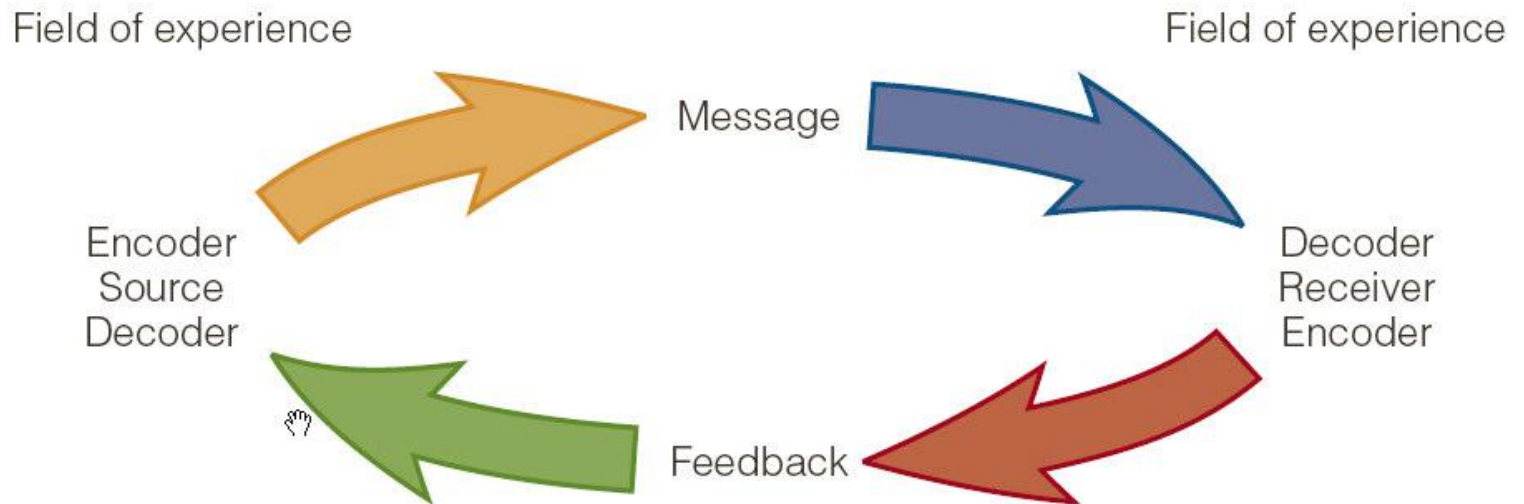 Field of experience
Field of experience
Message
Encoder
Source
Decoder
Decoder
Receiver
Encoder
Feedback